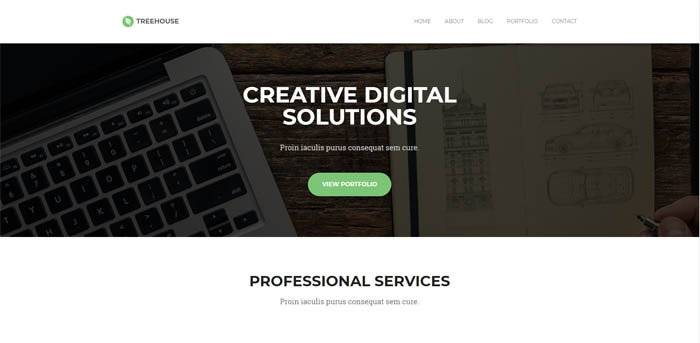 TREEHOUSE
HOME ABOUT BLOG PORTFOLIO CONTACT
CREATIVE DIGITAL
SOLUTIONS
Proin iaculis purus consequat sem cure.
VIEW PORTFOLIO
PROFESSIONAL SERVICES
Proin iaculis purus consequat sem cure.